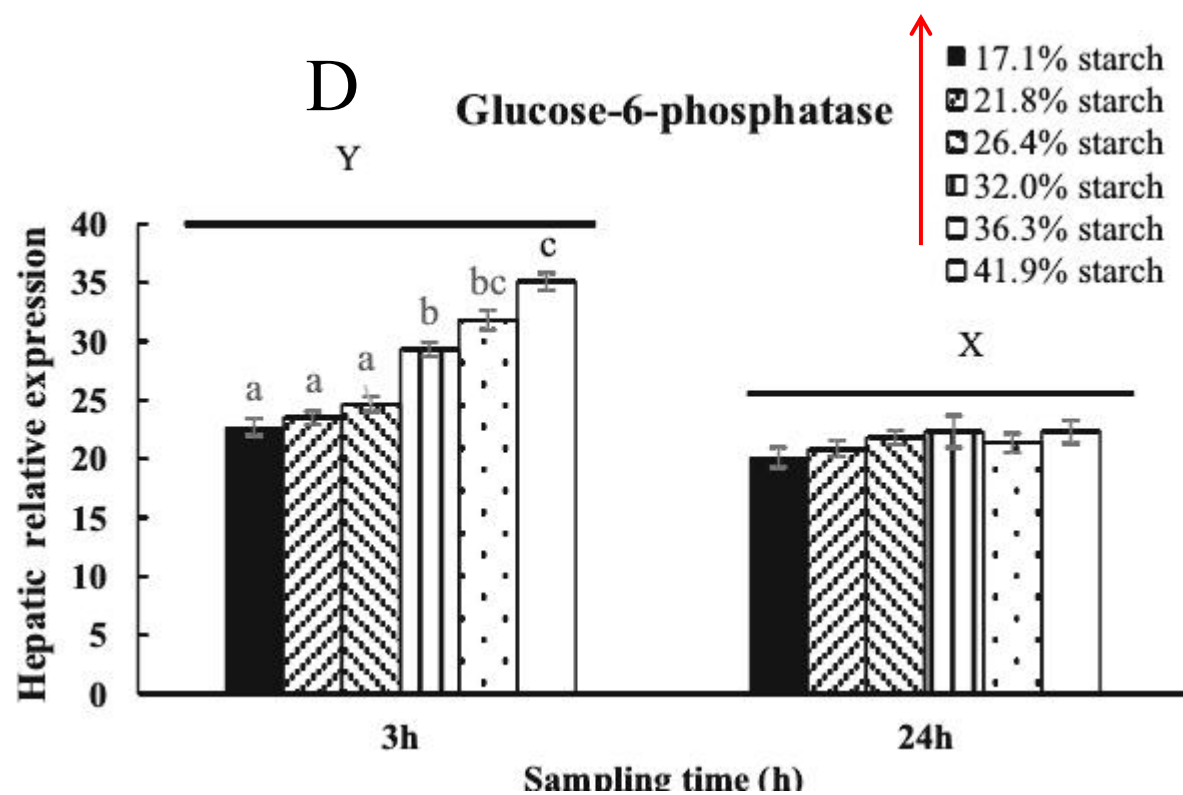 D
Glucose-6-phosphatase
17.1% starch
21.8% starch
26.4% starch
32.0% starch
36.3% starch
41.9% starch
Y
X
Hepatic relative expression
40
35
30
25
20
15
10
5
0
a
a
a
b
bc
c
3h
24h
Sampling time (h)